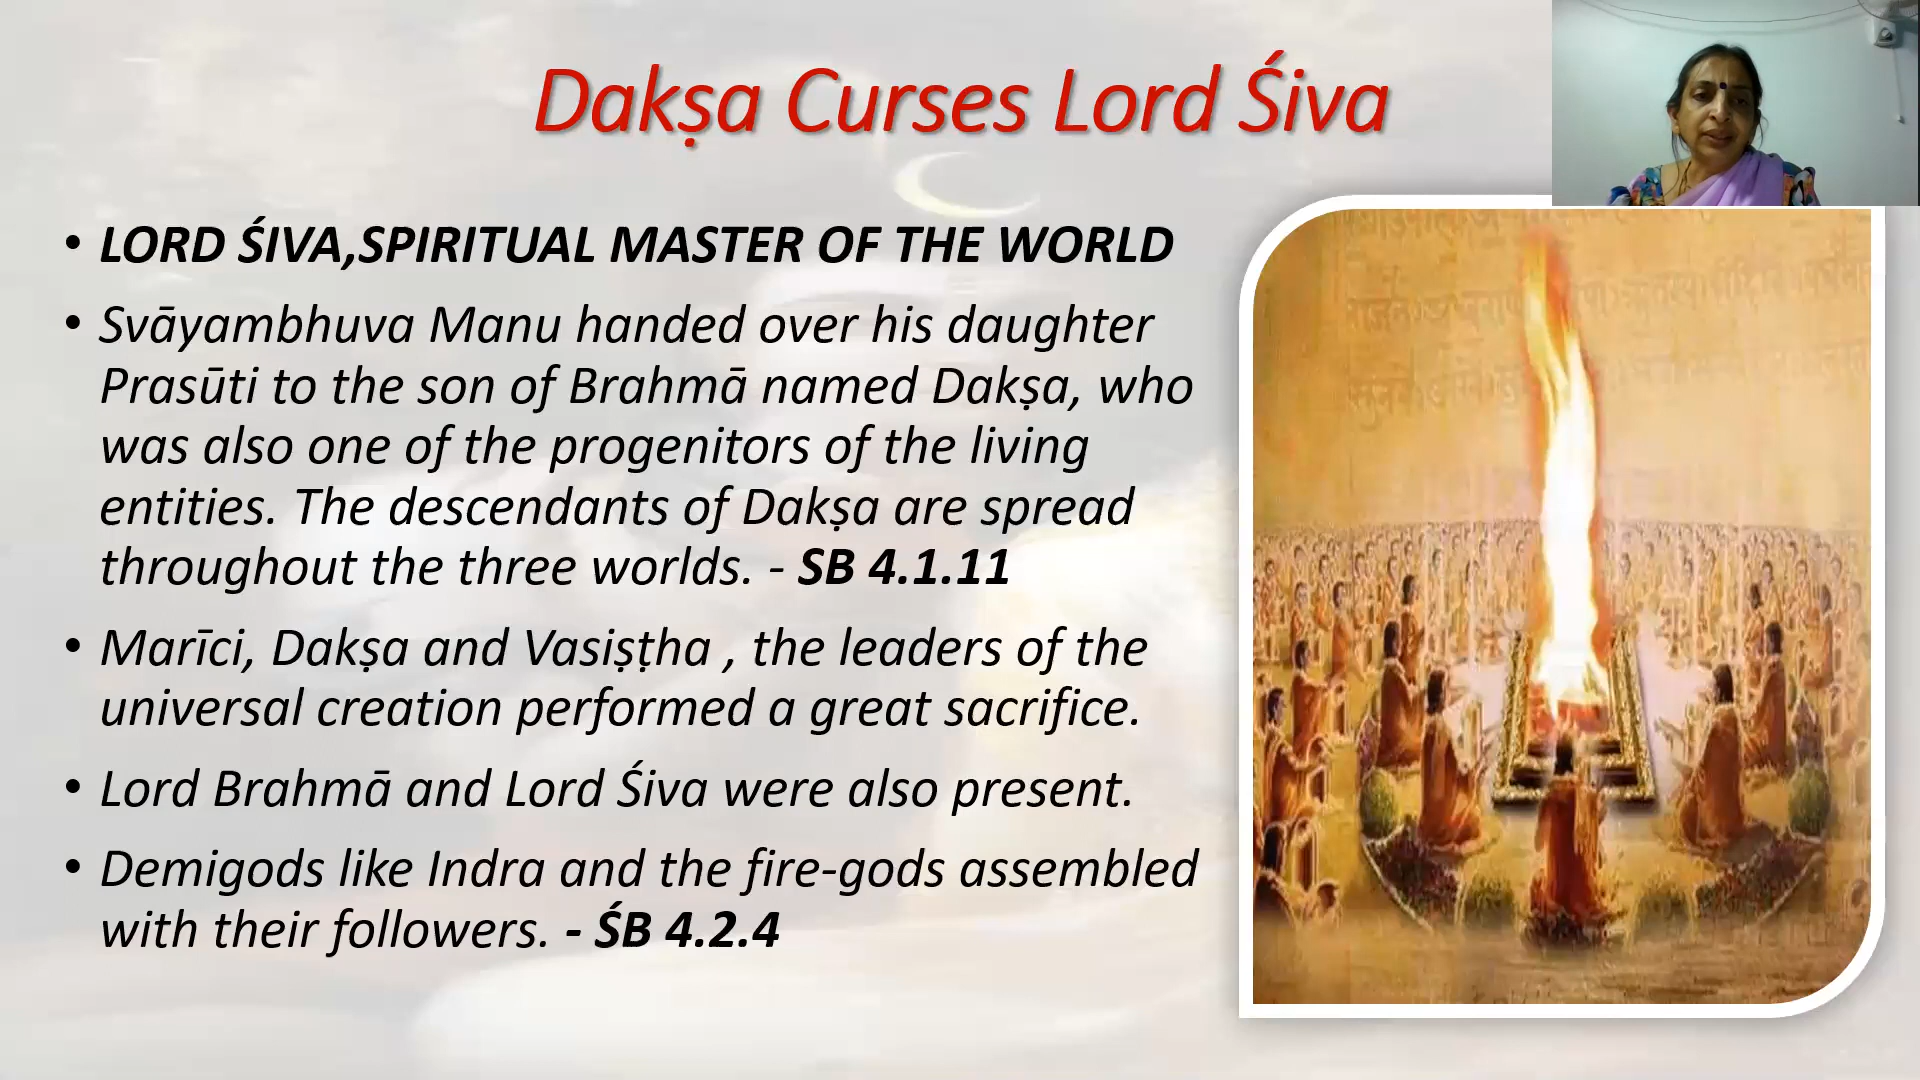 Dakṣa Curses Lord Śiva
• LORD ŚIVA,SPIRITUAL MASTER OF THE WORLD
• Svāyambhuva Manu handed over his daughter
Prasūti to the son of Brahmā named Dakṣa, who
was also one of the progenitors of the living
entities. The descendants of Dakṣa are spread
throughout the three worlds. - SB 4.1.11
• Marīci, Dakṣa and Vasiṣṭha , the leaders of the
universal creation performed a great sacrifice.
• Lord Brahmā and Lord Śiva were also present.
• Demigods like Indra and the fire-gods assembled
with their followers. - ŚB 4.2.4